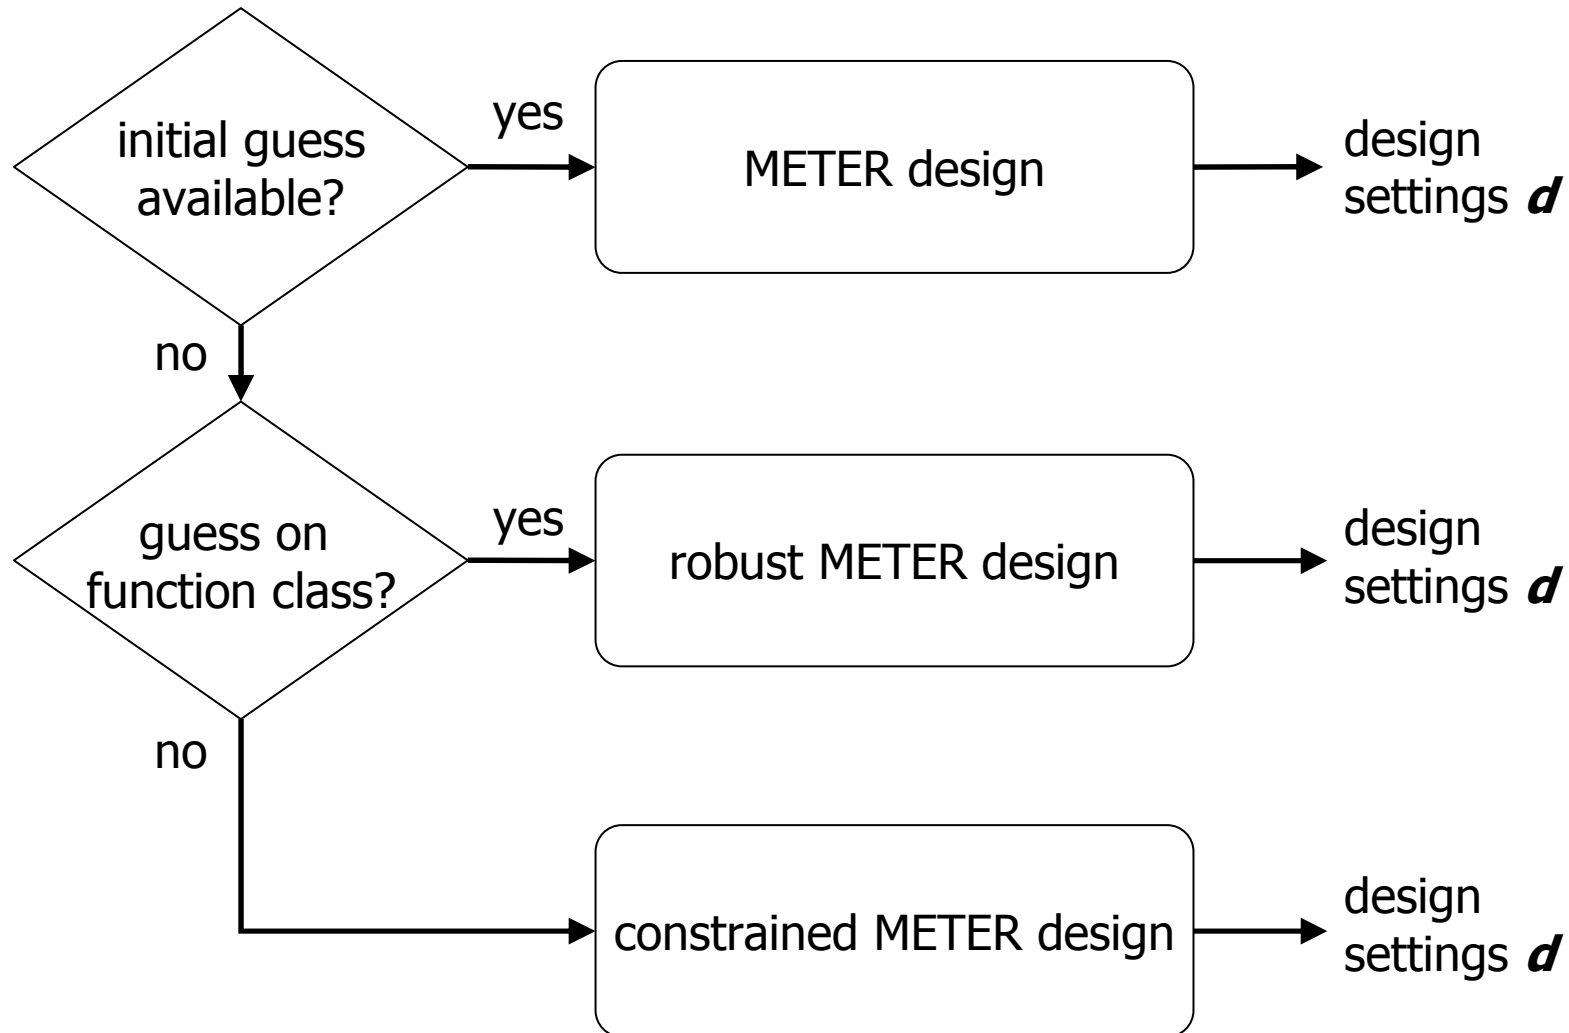 initial guess
available?
yes
METER design
design
settings d
no
guess on
function class?
yes
robust METER design
design
settings d
no
constrained METER design
design
settings d